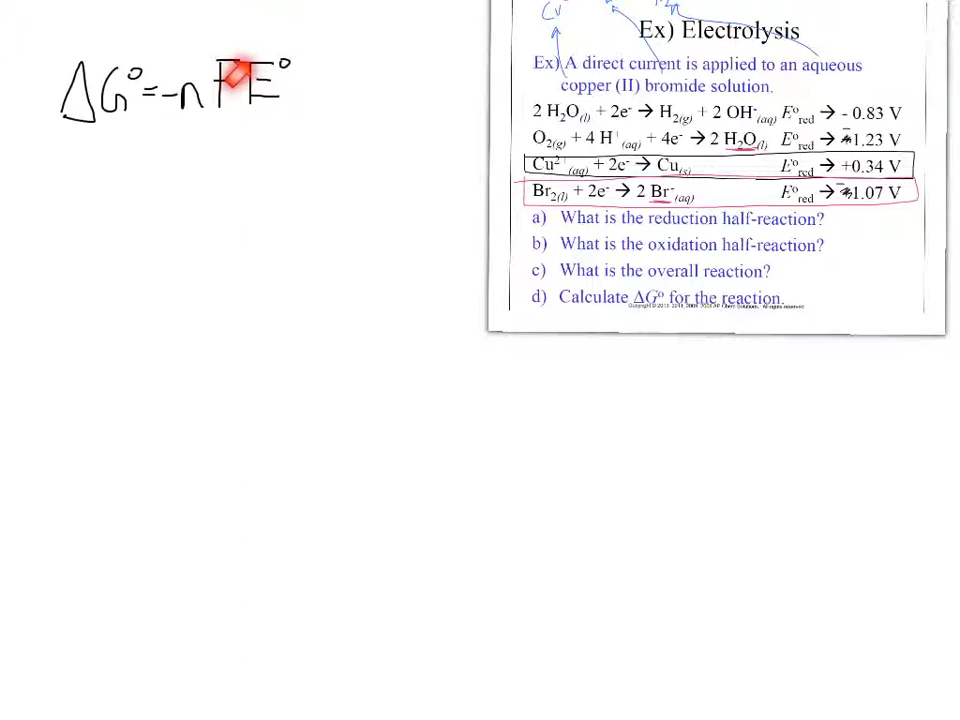 Cu
Ex) Electrolysis
ΔG° = -nFE°
Ex) A direct current is applied to an aqueous
copper (II) bromide solution.
2 H₂O(l) + 2e⁻ → H₂(g) + 2 OH⁻(aq) E°red → - 0.83 V
O₂(g) + 4 H⁺(aq) + 4e⁻ → 2 H₂O(l) E°red → -1.23 V
Cu²⁺(aq) + 2e⁻ → Cu(s) E°red → +0.34 V
Br₂(l) + 2e⁻ → 2 Br⁻(aq) E°red → -1.07 V
a) What is the reduction half-reaction?
b) What is the oxidation half-reaction?
c) What is the overall reaction?
d) Calculate ΔG° for the reaction.